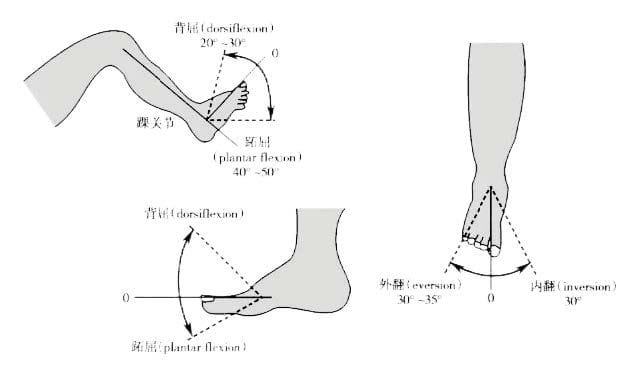 背屈(dorsiflexion)
20°~30°
0
踝关节
跖屈
(plantar flexion)
40°~50°
背屈(dorsiflexion)
0
跖屈(plantar flexion)
外翻(eversion)
30°~35°
0
内翻(inversion)
30°